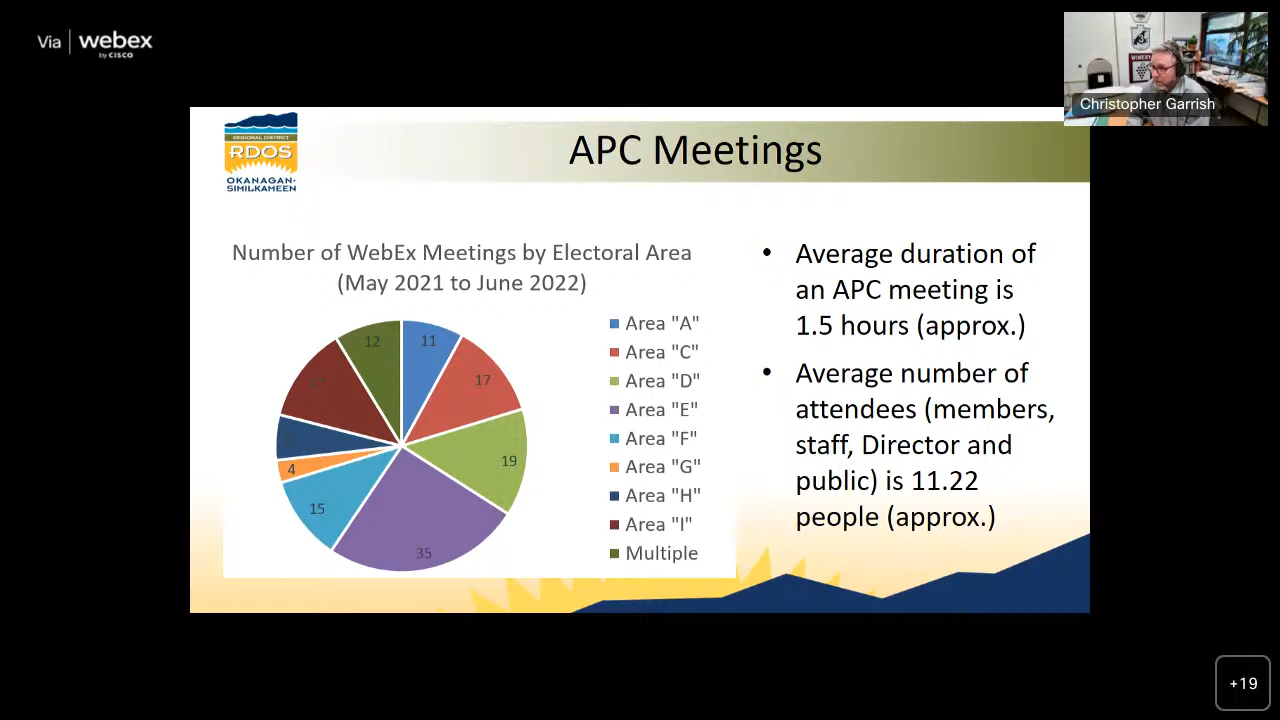 Via | webex
by CISCO
Christopher Garrish
REGIONAL DISTRICT
RDOS
OKANAGAN-
SIMILKAMEEN
APC Meetings
Number of WebEx Meetings by Electoral Area
(May 2021 to June 2022)
12
11
17
17
19
4
15
35
Area "A"
Area "C"
Area "D"
Area "E"
Area "F"
Area "G"
Area "H"
Area "I"
Multiple
• Average duration of
an APC meeting is
1.5 hours (approx.)
• Average number of
attendees (members,
staff, Director and
public) is 11.22
people (approx.)
+19